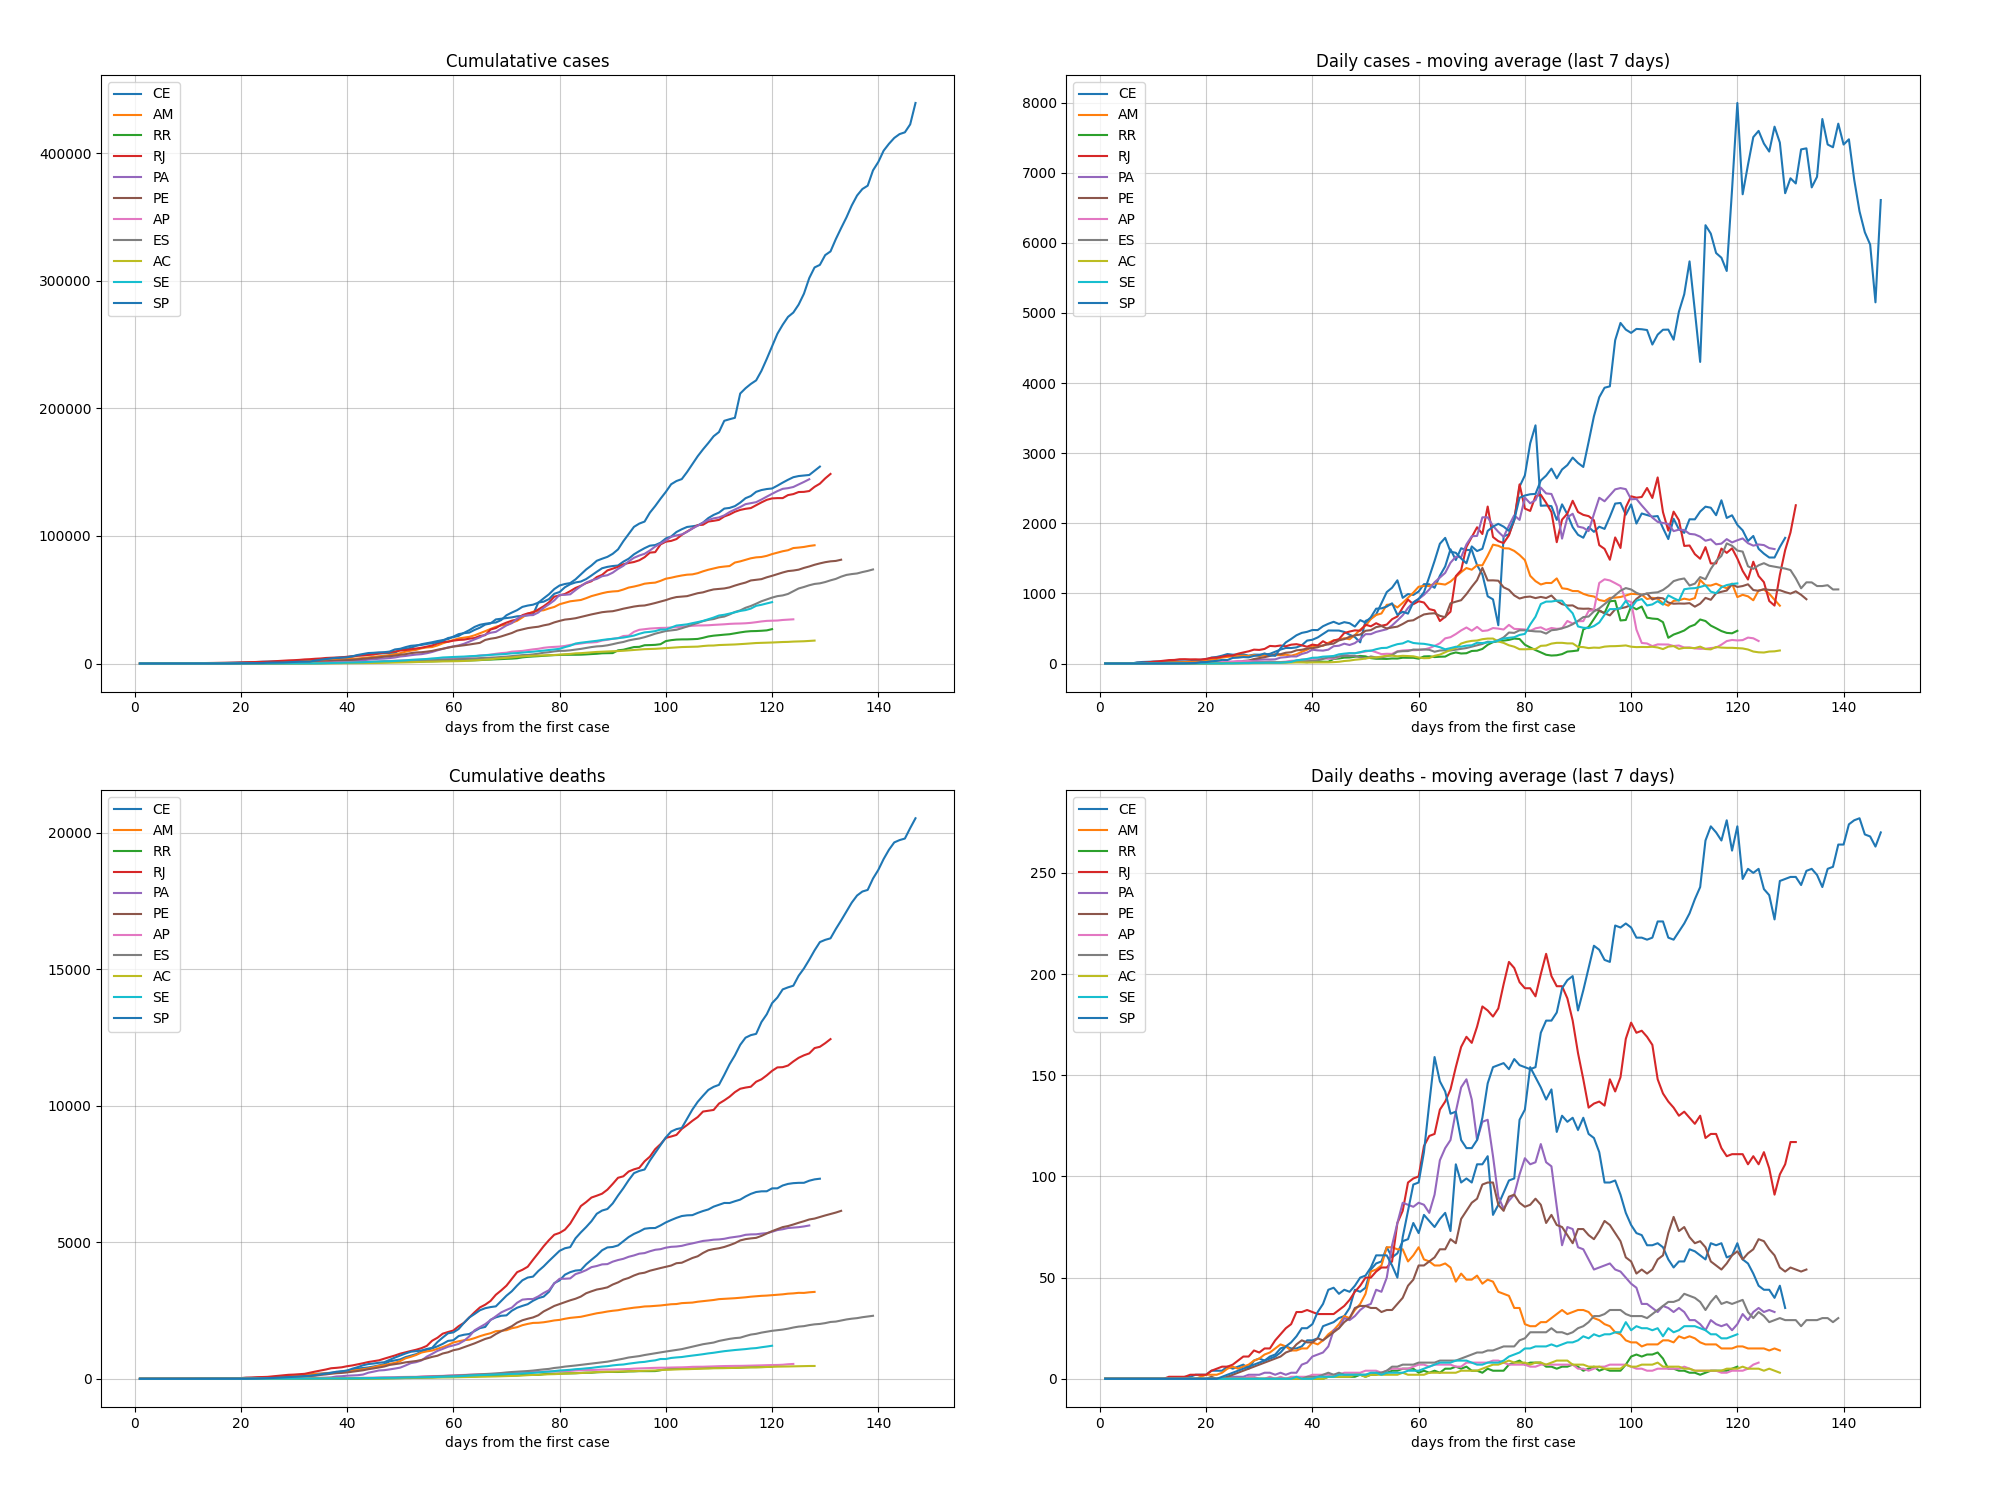 Cumulatative cases
CE
AM
RR
RJ
PA
PE
AP
ES
AC
SE
SP
400000
300000
200000
100000
0
0 20 40 60 80 100 120 140
days from the first case
Daily cases - moving average (last 7 days)
CE
AM
RR
RJ
PA
PE
AP
ES
AC
SE
SP
8000
7000
6000
5000
4000
3000
2000
1000
0
0 20 40 60 80 100 120 140
days from the first case
Cumulative deaths
CE
AM
RR
RJ
PA
PE
AP
ES
AC
SE
SP
20000
15000
10000
5000
0
0 20 40 60 80 100 120 140
days from the first case
Daily deaths - moving average (last 7 days)
CE
AM
RR
RJ
PA
PE
AP
ES
AC
SE
SP
250
200
150
100
50
0
0 20 40 60 80 100 120 140
days from the first case